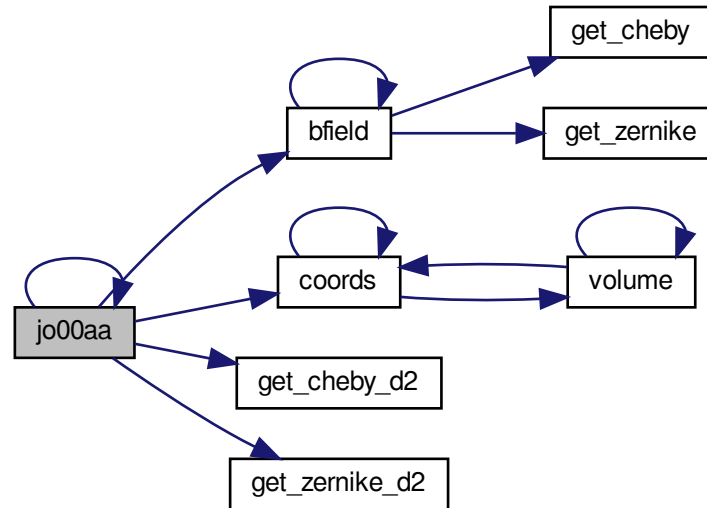 get_cheby
bfield
get_zernike
coords
volume
jo00aa
get_cheby_d2
get_zernike_d2